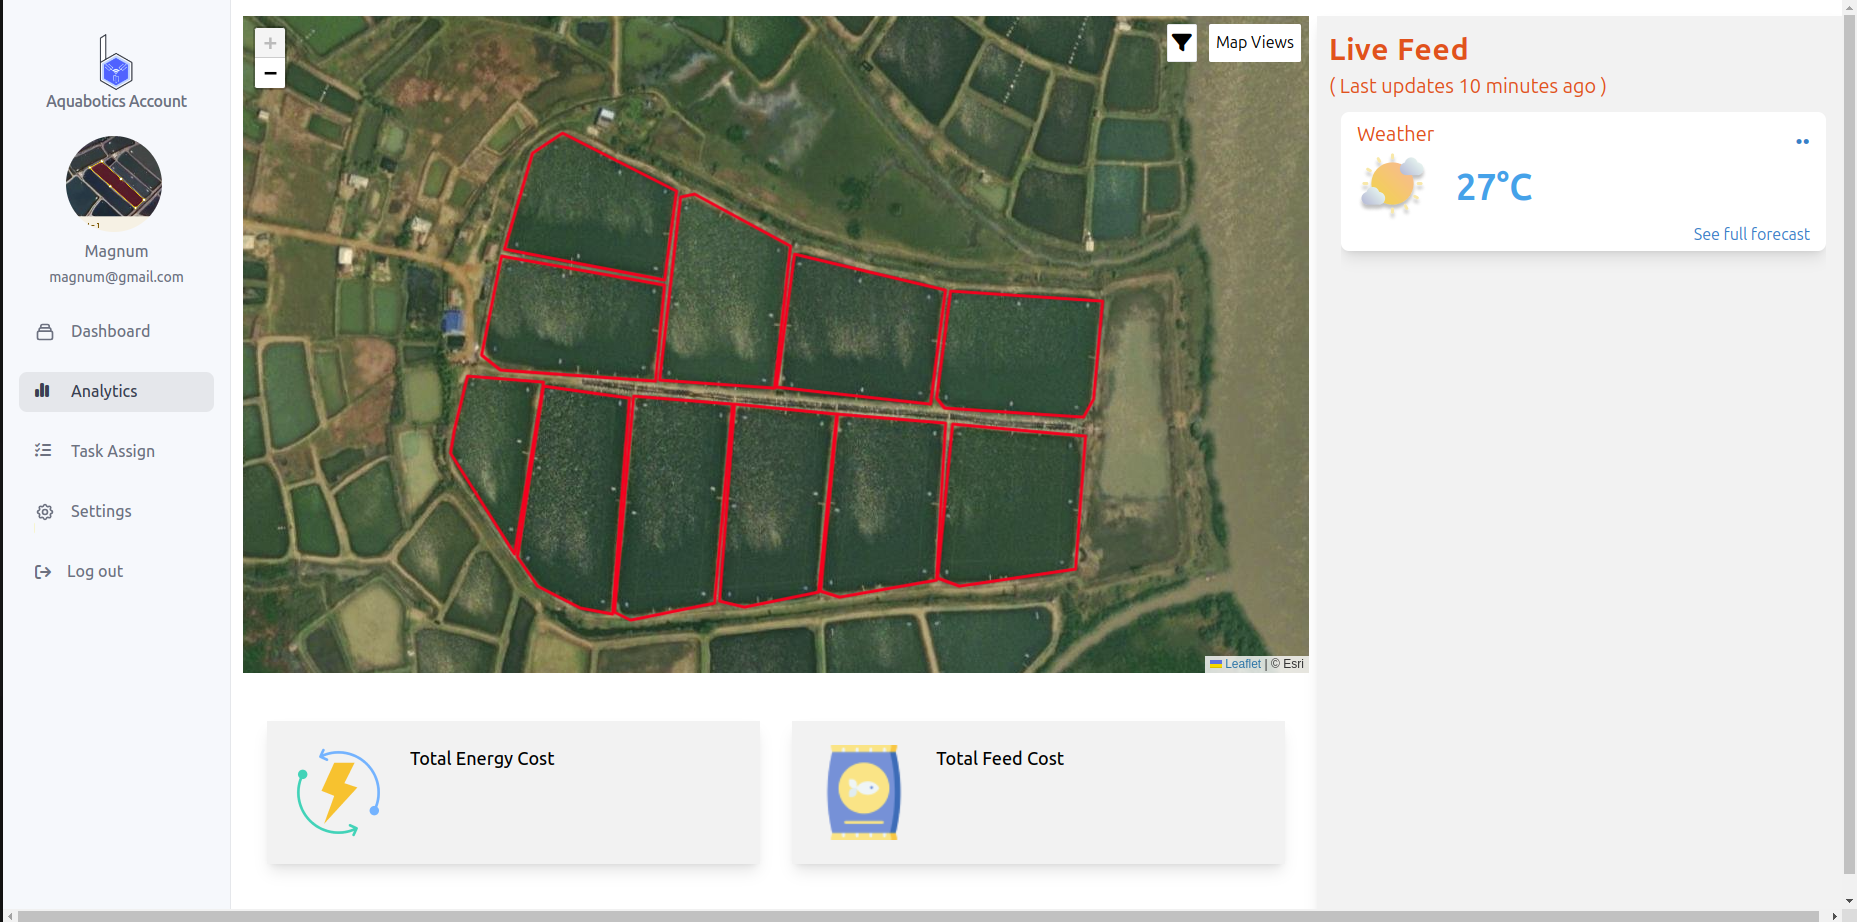 Aquabotics Account
Magnum
magnum@gmail.com
Dashboard
Analytics
Task Assign
Settings
Log out
+
−
Map Views
Leaflet | © Esri
Total Energy Cost
Total Feed Cost
Live Feed
( Last updates 10 minutes ago )
Weather
27°C
See full forecast